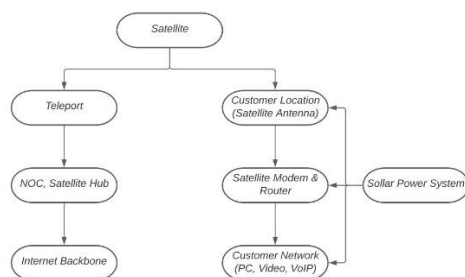 Satellite
Teleport
Customer Location
(Satellite Antenna)
NOC, Satellite Hub
Satellite Modem &
Router
Sollar Power System
Internet Backbone
Customer Network
(PC, Video, VoIP)